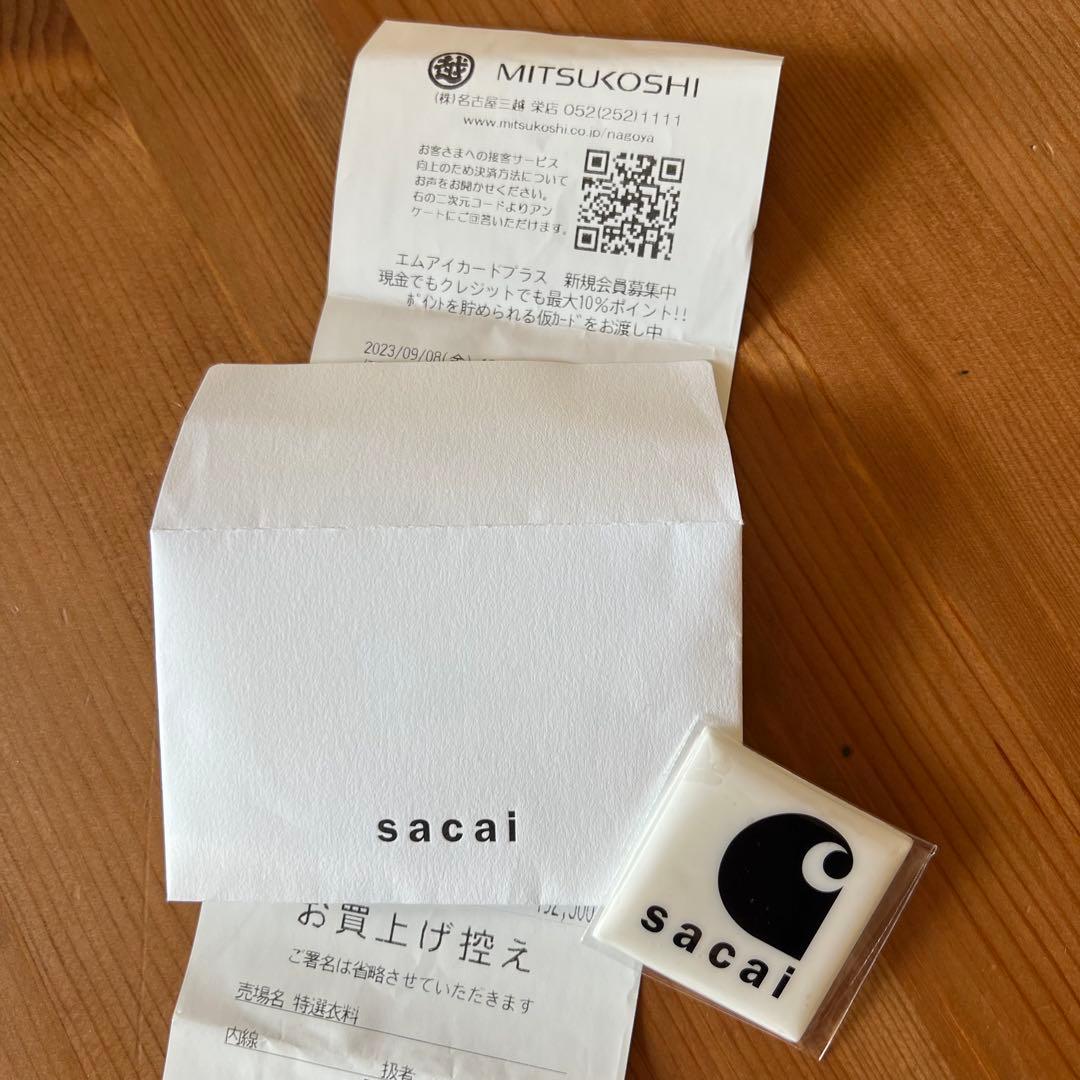 越 MITSUKOSHI
(株)名古屋三越 栄店 052(252)1111
www.mitsukoshi.co.jp/nagoya
お客さまへの接客サービス
向上のため決済方法について
お声をお聞かせください。
右の二次元コードよりアン
ケートにご回答いただけます。
エムアイカードプラス 新規会員募集中
現金でもクレジットでも最大10%ポイント!!
ﾎﾟｲﾝﾄを貯められる仮ｶｰﾄﾞをお渡し中
2023/09/08(金)
sacai
sacai
お買上げ控え
ご署名は省略させていただきます
売場名 特選衣料
内線
扱者